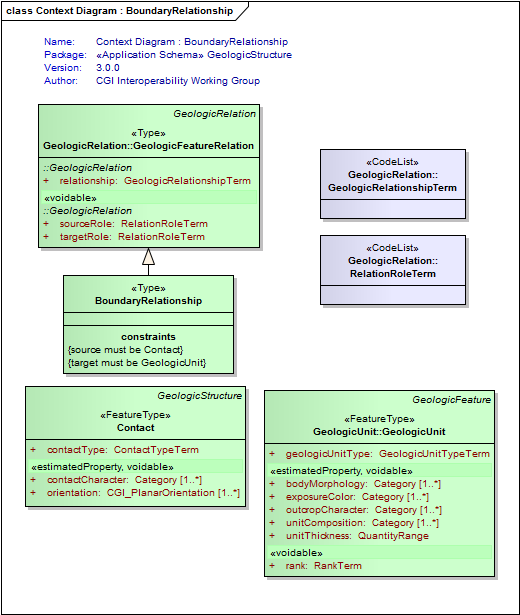 class Context Diagram : BoundaryRelationship
Name: Context Diagram : BoundaryRelationship
Package: «Application Schema» GeologicStructure
Version: 3.0.0
Author: CGI Interoperability Working Group
GeologicRelation
«Type»
GeologicRelation::GeologicFeatureRelation
::GeologicRelation
+ relationship: GeologicRelationshipTerm
«voidable»
::GeologicRelation
+ sourceRole: RelationRoleTerm
+ targetRole: RelationRoleTerm
«CodeList»
GeologicRelation::
GeologicRelationshipTerm
«CodeList»
GeologicRelation::
RelationRoleTerm
«Type»
BoundaryRelationship
constraints
{source must be Contact}
{target must be GeologicUnit}
GeologicStructure
«FeatureType»
Contact
+ contactType: ContactTypeTerm
«estimatedProperty, voidable»
+ contactCharacter: Category [1..*]
+ orientation: CGI_PlanarOrientation [1..*]
GeologicFeature
«FeatureType»
GeologicUnit::GeologicUnit
+ geologicUnitType: GeologicUnitTypeTerm
«estimatedProperty, voidable»
+ bodyMorphology: Category [1..*]
+ exposureColor: Category [1..*]
+ outcropCharacter: Category [1..*]
+ unitComposition: Category [1..*]
+ unitThickness: QuantityRange
«voidable»
+ rank: RankTerm